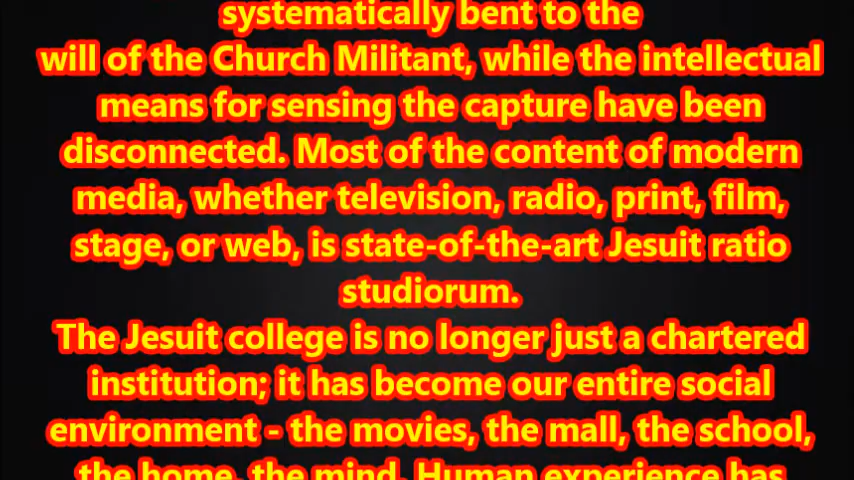 systematically bent to the
will of the Church Militant, while the intellectual
means for sensing the capture have been
disconnected. Most of the content of modern
media, whether television, radio, print, film,
stage, or web, is state-of-the-art Jesuit ratio
studiorum.
The Jesuit college is no longer just a chartered
institution; it has become our entire social
environment - the movies, the mall, the school,
the home, the mind. Human experience has